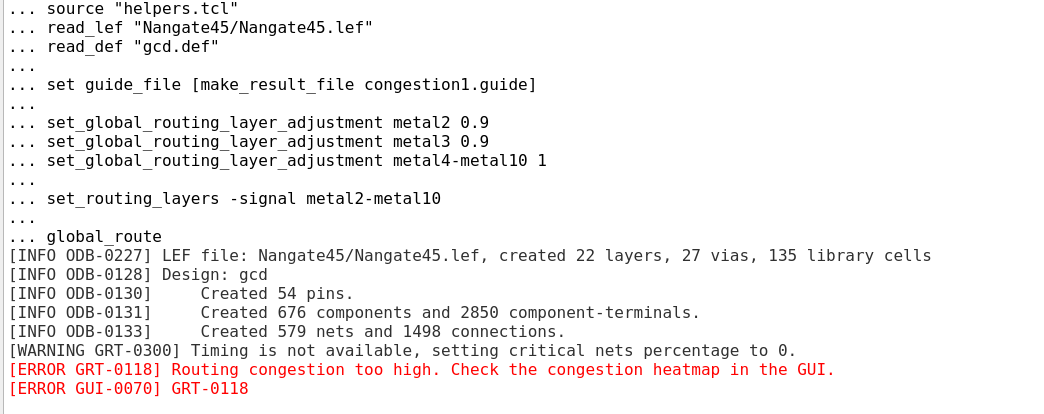 ... source "helpers.tcl"
... read_lef "Nangate45/Nangate45.lef"
... read_def "gcd.def"
...
... set guide_file [make_result_file congestion1.guide]
...
... set_global_routing_layer_adjustment metal2 0.9
... set_global_routing_layer_adjustment metal3 0.9
... set_global_routing_layer_adjustment metal4-metal10 1
...
... set_routing_layers -signal metal2-metal10
...
... global_route
[INFO ODB-0227] LEF file: Nangate45/Nangate45.lef, created 22 layers, 27 vias, 135 library cells
[INFO ODB-0128] Design: gcd
[INFO ODB-0130]     Created 54 pins.
[INFO ODB-0131]     Created 676 components and 2850 component-terminals.
[INFO ODB-0133]     Created 579 nets and 1498 connections.
[WARNING GRT-0300] Timing is not available, setting critical nets percentage to 0.
[ERROR GRT-0118] Routing congestion too high. Check the congestion heatmap in the GUI.
[ERROR GUI-0070] GRT-0118